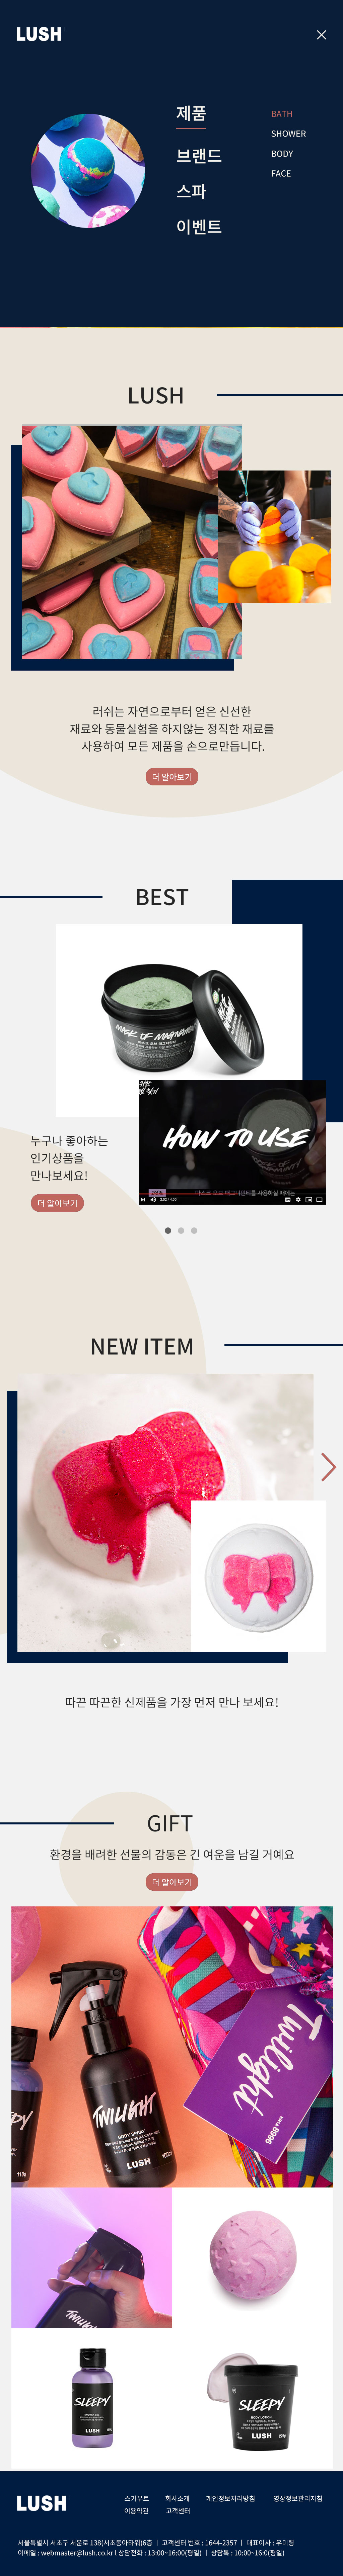 LUSH
제품
브랜드
스파
이벤트
BATH
SHOWER
BODY
FACE
LUSH
러쉬는 자연으로부터 얻은 신선한
재료와 동물실험을 하지않는 정직한 재료를
사용하여 모든 제품을 손으로만듭니다.
더 알아보기
BEST
MASK OF MAGNAMINTY
HOW TO USE
누구나 좋아하는
인기상품을
만나보세요!
더 알아보기
NEW ITEM
따끈 따끈한 신제품을 가장 먼저 만나 보세요!
GIFT
환경을 배려한 선물의 감동은 긴 여운을 남길 거예요
더 알아보기
TWILIGHT
BODY SPRAY
LUSH
Twilight
SLEEPY
LUSH
SLEEPY
BODY LOTION
LUSH
LUSH
스카우트 회사소개 개인정보처리방침 영상정보관리지침
이용약관 고객센터
서울특별시 서초구 서운로 138(서초동아타워)6층 ㅣ 고객센터 번호 : 1644-2357 ㅣ 대표이사 : 우미령
이메일 : webmaster@lush.co.kr l 상담전화 : 13:00~16:00(평일) ㅣ 상담톡 : 10:00~16:0(평일)